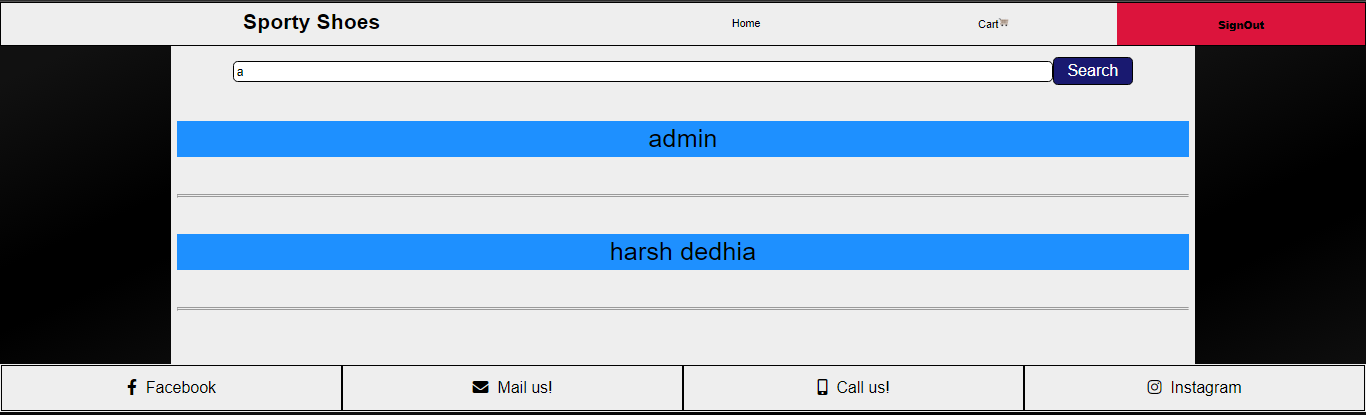 Sporty Shoes
Home
Cart
SignOut
a
Search
admin
harsh dedhia
Facebook
Mail us!
Call us!
Instagram